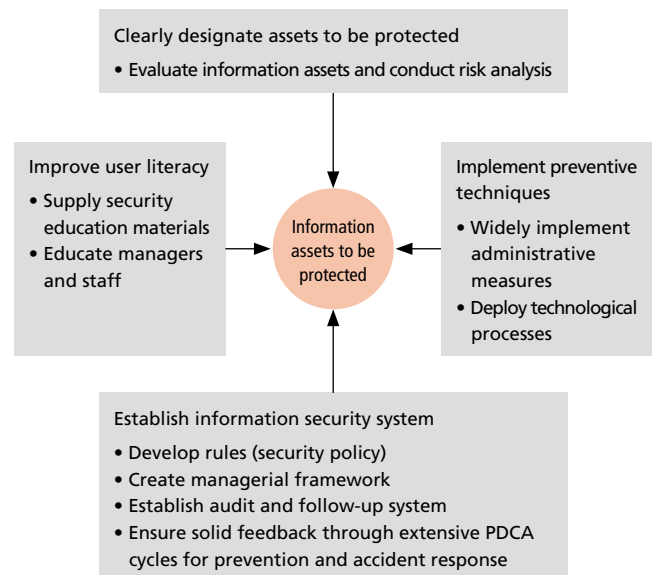 Clearly designate assets to be protected
• Evaluate information assets and conduct risk analysis
Improve user literacy
• Supply security
education materials
• Educate managers
and staff
Information
assets to be
protected
Implement preventive
techniques
• Widely implement
administrative
measures
• Deploy technological
processes
Establish information security system
• Develop rules (security policy)
• Create managerial framework
• Establish audit and follow-up system
• Ensure solid feedback through extensive PDCA
cycles for prevention and accident response